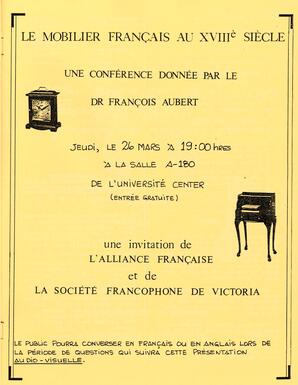 LE MOBILIER FRANÇAIS AU XVIIIè SIÈCLE
UNE CONFÉRENCE DONNÉE PAR LE
DR FRANÇOIS AUBERT
JEUDI, LE 26 MARS À 19:00 HRES
À LA SALLE A-180
DE L'UNIVERSITÉ CENTER
(ENTRÉE GRATUITE)
une invitation de
L'ALLIANCE FRANÇAISE
et de
LA SOCIÉTÉ FRANCOPHONE DE VICTORIA
LE PUBLIC POURRA CONVERSER EN FRANÇAIS OU EN ANGLAIS LORS DE
LA PÉRIODE DE QUESTIONS QUI SUIVRA CETTE PRÉSENTATION
AUDIO-VISUELLE.